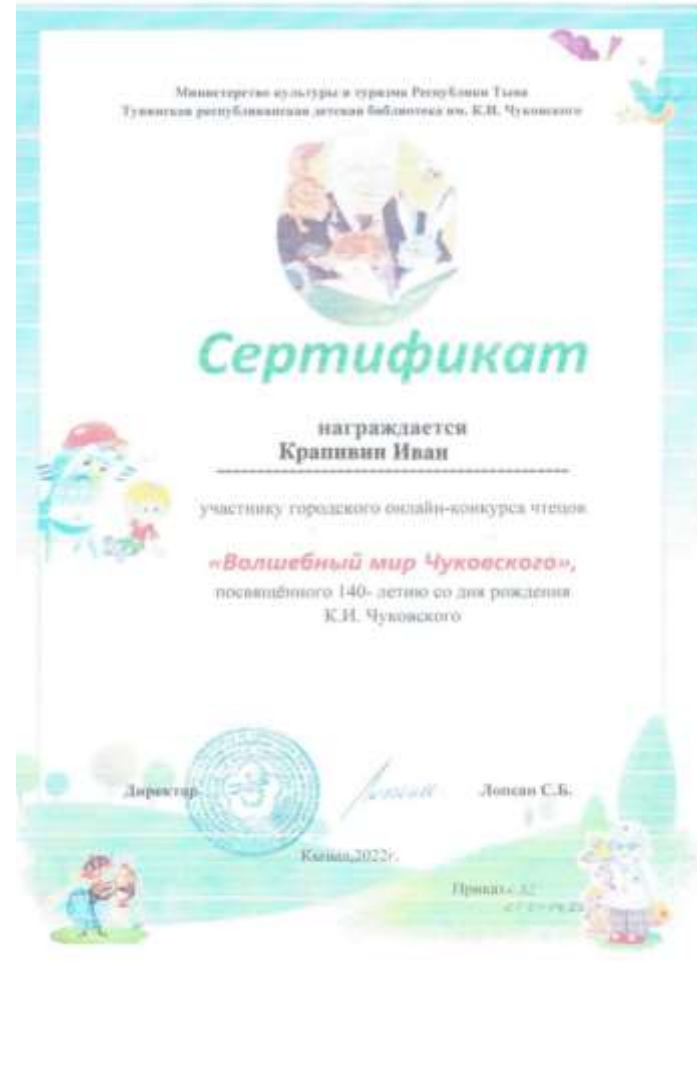 Министерство культуры и туризма Республики Тыва
Тувинская республиканская детская библиотека им. К.И. Чуковского
Сертификат
награждается
Крапивин Иван
участнику городского онлайн-конкурса чтецов
«Волшебный мир Чуковского»,
посвящённого 140- летию со дня рождения
К.И. Чуковского
Директор
Лопсан С.Б.
Кызыл,2022г.
Приказ